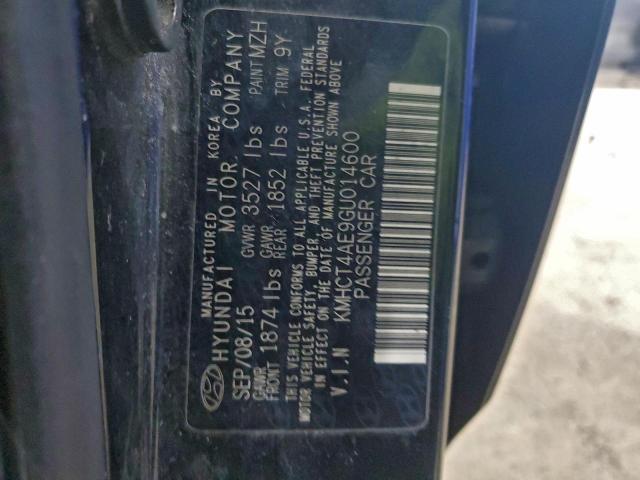 MANUFACTURED IN KOREA BY
HYUNDAI MOTOR COMPANY
SEP/08/15 GVWR 3527 lbs PAINT MZH
GAWR FRONT 1874 lbs GAWR REAR 1852 lbs TRIM 9Y
THIS VEHICLE CONFORMS TO ALL APPLICABLE U.S.A. FEDERAL
MOTOR VEHICLE SAFETY, BUMPER, AND THEFT PREVENTION STANDARDS
IN EFFECT ON THE DATE OF MANUFACTURE SHOWN ABOVE
V.I.N KMHCT4AE9GU014600
PASSENGER CAR